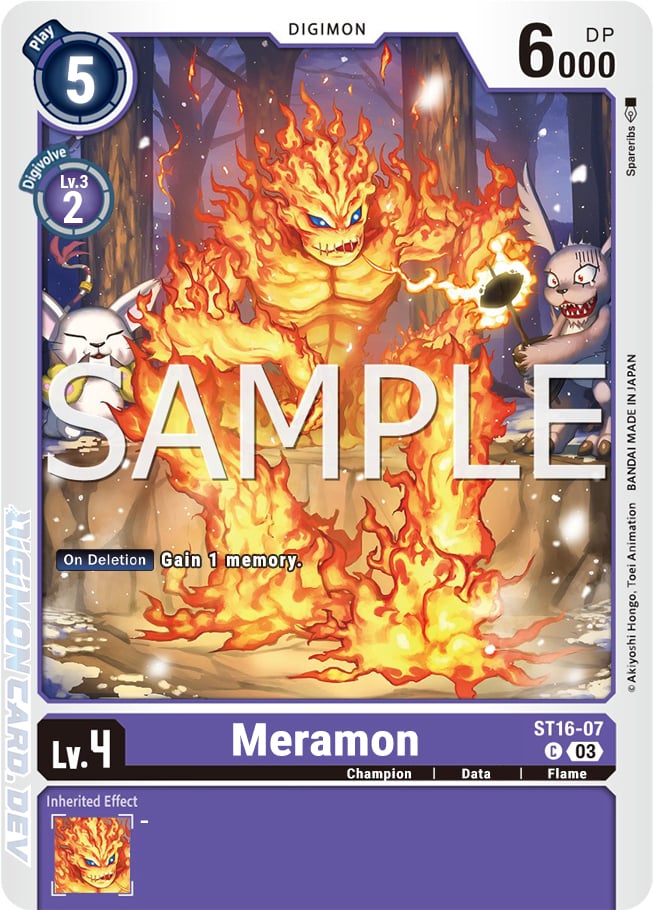 DIGIMON
Play
5
6000
DP
Digivolve
Lv.3
2
Spareribs
SAMPLE
© Akiyoshi Hongo, Toei Animation BANDAI MADE IN JAPAN
On Deletion Gain 1 memory.
DIGIMONCARD.DEV
Lv.4
Meramon
ST16-07
C 03
Champion | Data | Flame
Inherited Effect
-